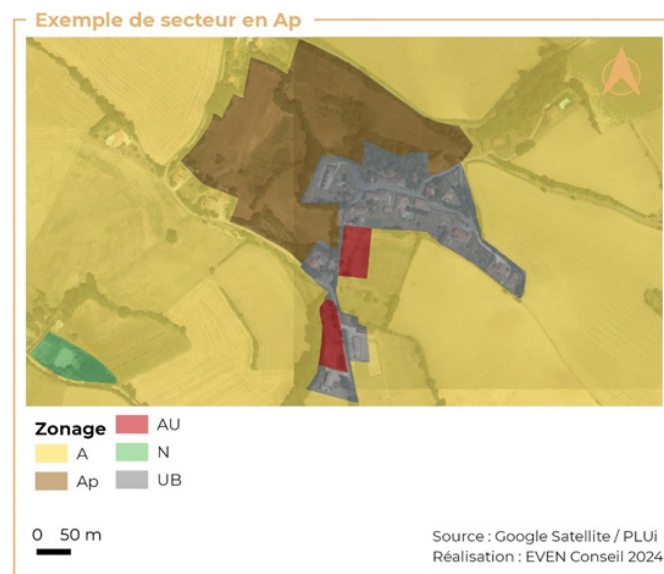 Exemple de secteur en Ap
Zonage
A
Ap
AU
N
UB
0 50 m
Source : Google Satellite / PLUi
Réalisation : EVEN Conseil 2024